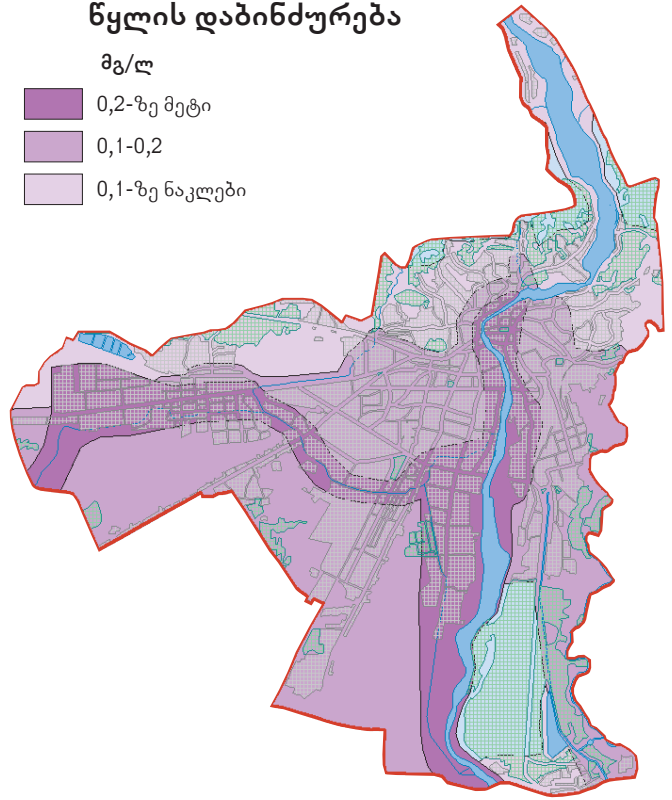 წყლის დაბინძურება
მგ/ლ
0,2-ზე მეტი
0,1-0,2
0,1-ზე ნაკლები